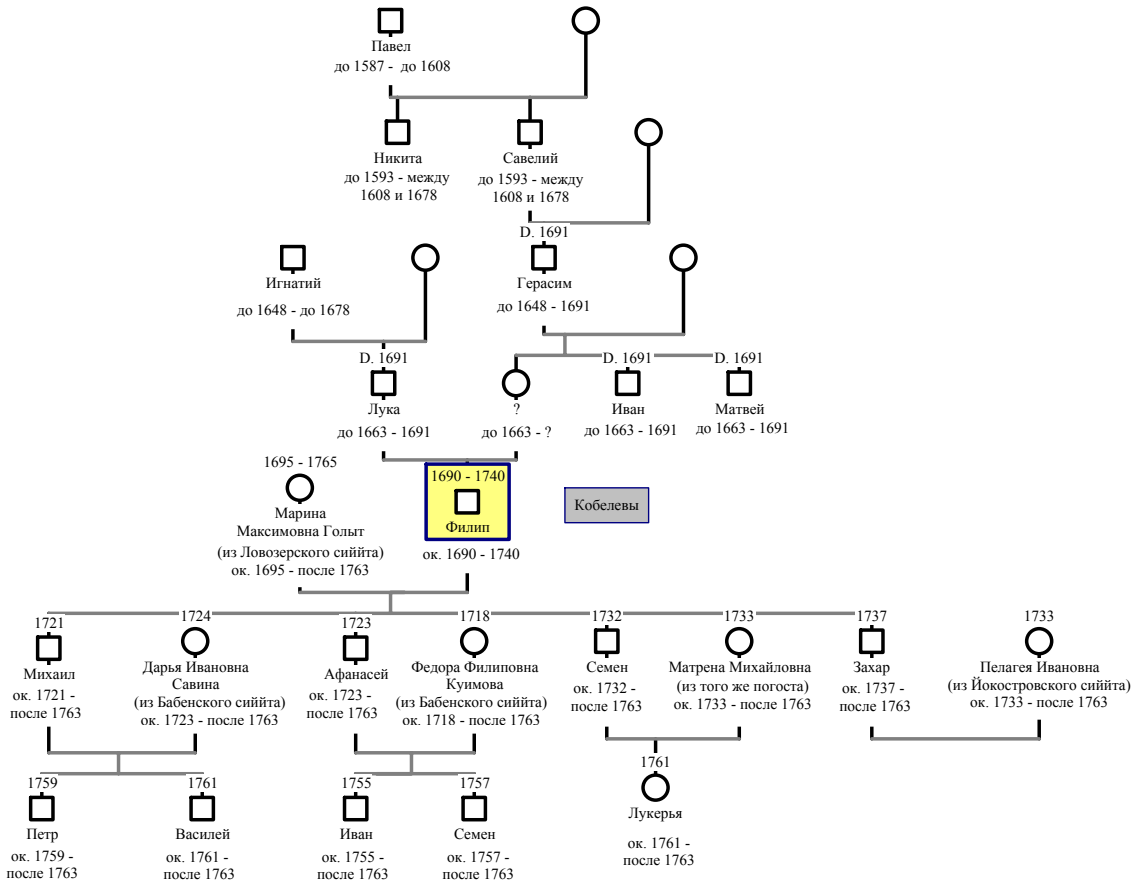 Павел
до 1587 - до 1608
Никита
до 1593 - между
1608 и 1678
Савелий
до 1593 - между
1608 и 1678
D. 1691
Игнатий
до 1648 - до 1678
Герасим
до 1648 - 1691
D. 1691
Лука
до 1663 - 1691
?
до 1663 - ?
D. 1691
Иван
до 1663 - 1691
D. 1691
Матвей
до 1663 - 1691
1695 - 1765
Марина
Максимовна Голыт
(из Ловозерского сиййта)
ок. 1695 - после 1763
1690 - 1740
Филип
ок. 1690 - 1740
Кобелевы
1721
Михаил
ок. 1721 -
после 1763
1724
Дарья Ивановна
Савина
(из Бабенского сиййта)
ок. 1723 - после 1763
1723
Афанасей
ок. 1723 -
после 1763
1718
Федора Филиповна
Куимова
(из Бабенского сиййта)
ок. 1718 - после 1763
1732
Семен
ок. 1732 -
после 1763
1733
Матрена Михайловна
(из того же погоста)
ок. 1733 - после 1763
1737
Захар
ок. 1737 -
после 1763
1733
Пелагея Ивановна
(из Йокостровского сиййта)
ок. 1733 - после 1763
1759
Петр
ок. 1759 -
после 1763
1761
Василей
ок. 1761 -
после 1763
1755
Иван
ок. 1755 -
после 1763
1757
Семен
ок. 1757 -
после 1763
1761
Лукерья
ок. 1761 -
после 1763